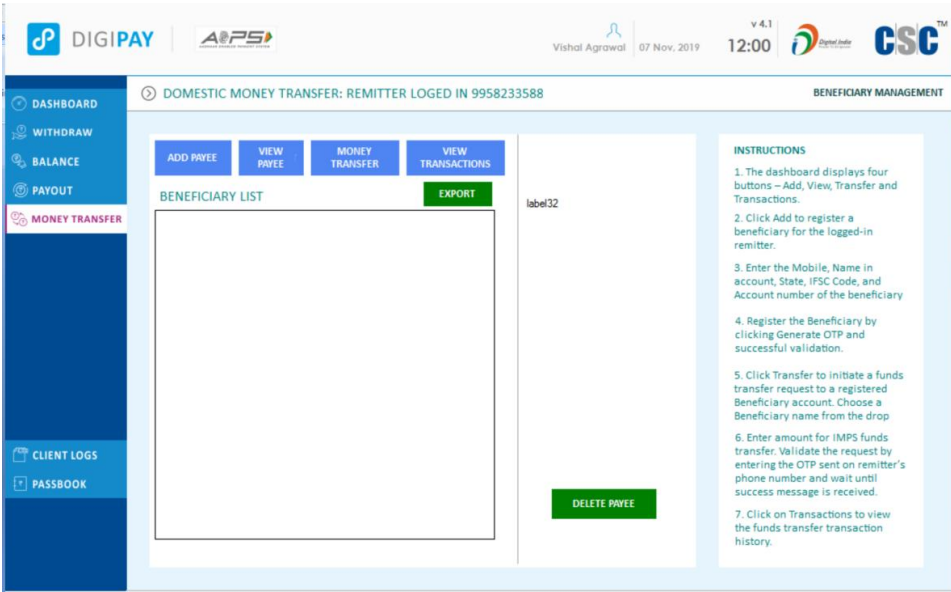 DIGIPAY
AePS
Vishal Agrawal
07 Nov, 2019
v 4.1
12:00
Digital India
CSC
TM
DASHBOARD
WITHDRAW
BALANCE
PAYOUT
MONEY TRANSFER
CLIENT LOGS
PASSBOOK
DOMESTIC MONEY TRANSFER: REMITTER LOGED IN 9958233588
BENEFICIARY MANAGEMENT
ADD PAYEE
VIEW
PAYEE
MONEY
TRANSFER
VIEW
TRANSACTIONS
BENEFICIARY LIST
EXPORT
label32
DELETE PAYEE
INSTRUCTIONS
1. The dashboard displays four
buttons – Add, View, Transfer and
Transactions.
2. Click Add to register a
beneficiary for the logged-in
remitter.
3. Enter the Mobile, Name in
account, State, IFSC Code, and
Account number of the beneficiary
4. Register the Beneficiary by
clicking Generate OTP and
successful validation.
5. Click Transfer to initiate a funds
transfer request to a registered
Beneficiary account. Choose a
Beneficiary name from the drop
6. Enter amount for IMPS funds
transfer. Validate the request by
entering the OTP sent on remitter's
phone number and wait until
success message is received.
7. Click on Transactions to view
the funds transfer transaction
history.